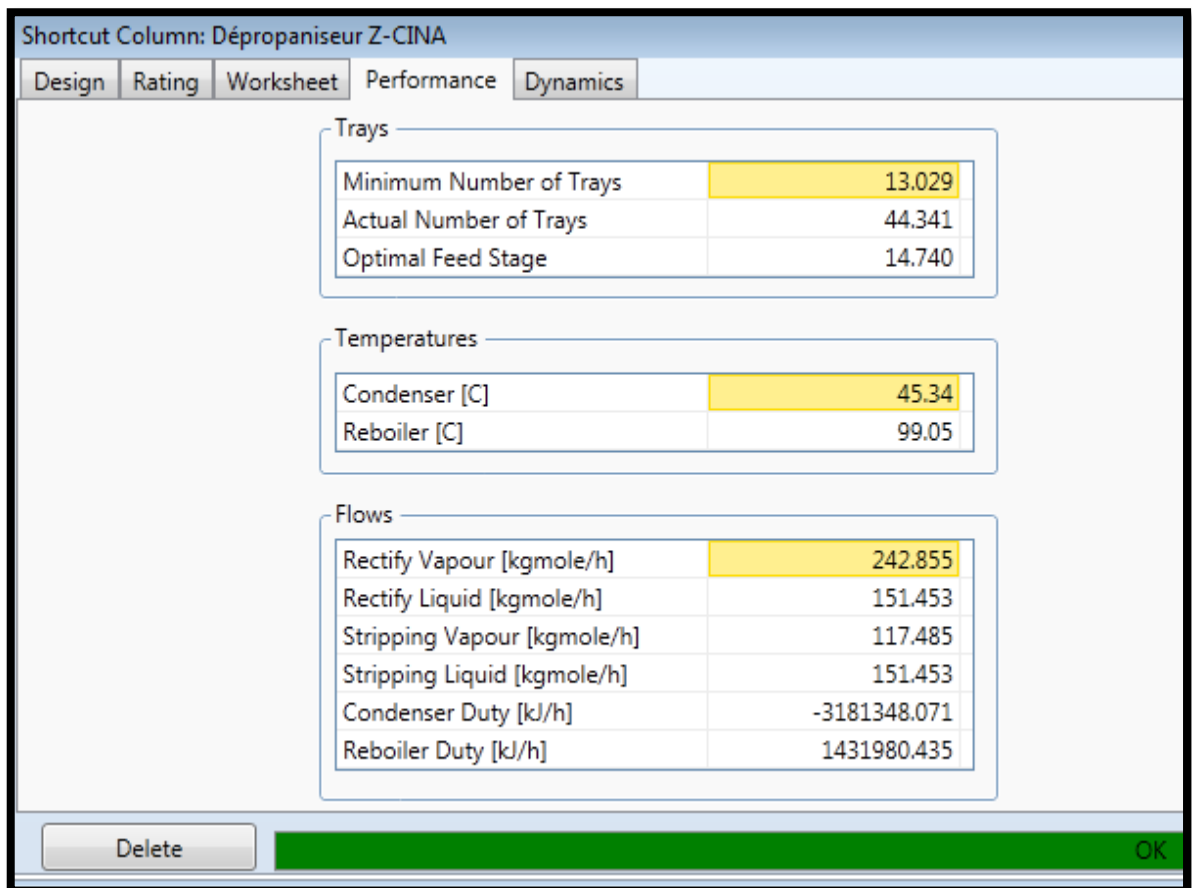 Shortcut Column: Dépropaniseur Z-CINA
Design Rating Worksheet Performance Dynamics
Trays
Minimum Number of Trays 13.029
Actual Number of Trays 44.341
Optimal Feed Stage 14.740
Temperatures
Condenser [C] 45.34
Reboiler [C] 99.05
Flows
Rectify Vapour [kgmole/h] 242.855
Rectify Liquid [kgmole/h] 151.453
Stripping Vapour [kgmole/h] 117.485
Stripping Liquid [kgmole/h] 151.453
Condenser Duty [kJ/h] -3181348.071
Reboiler Duty [kJ/h] 1431980.435
Delete OK